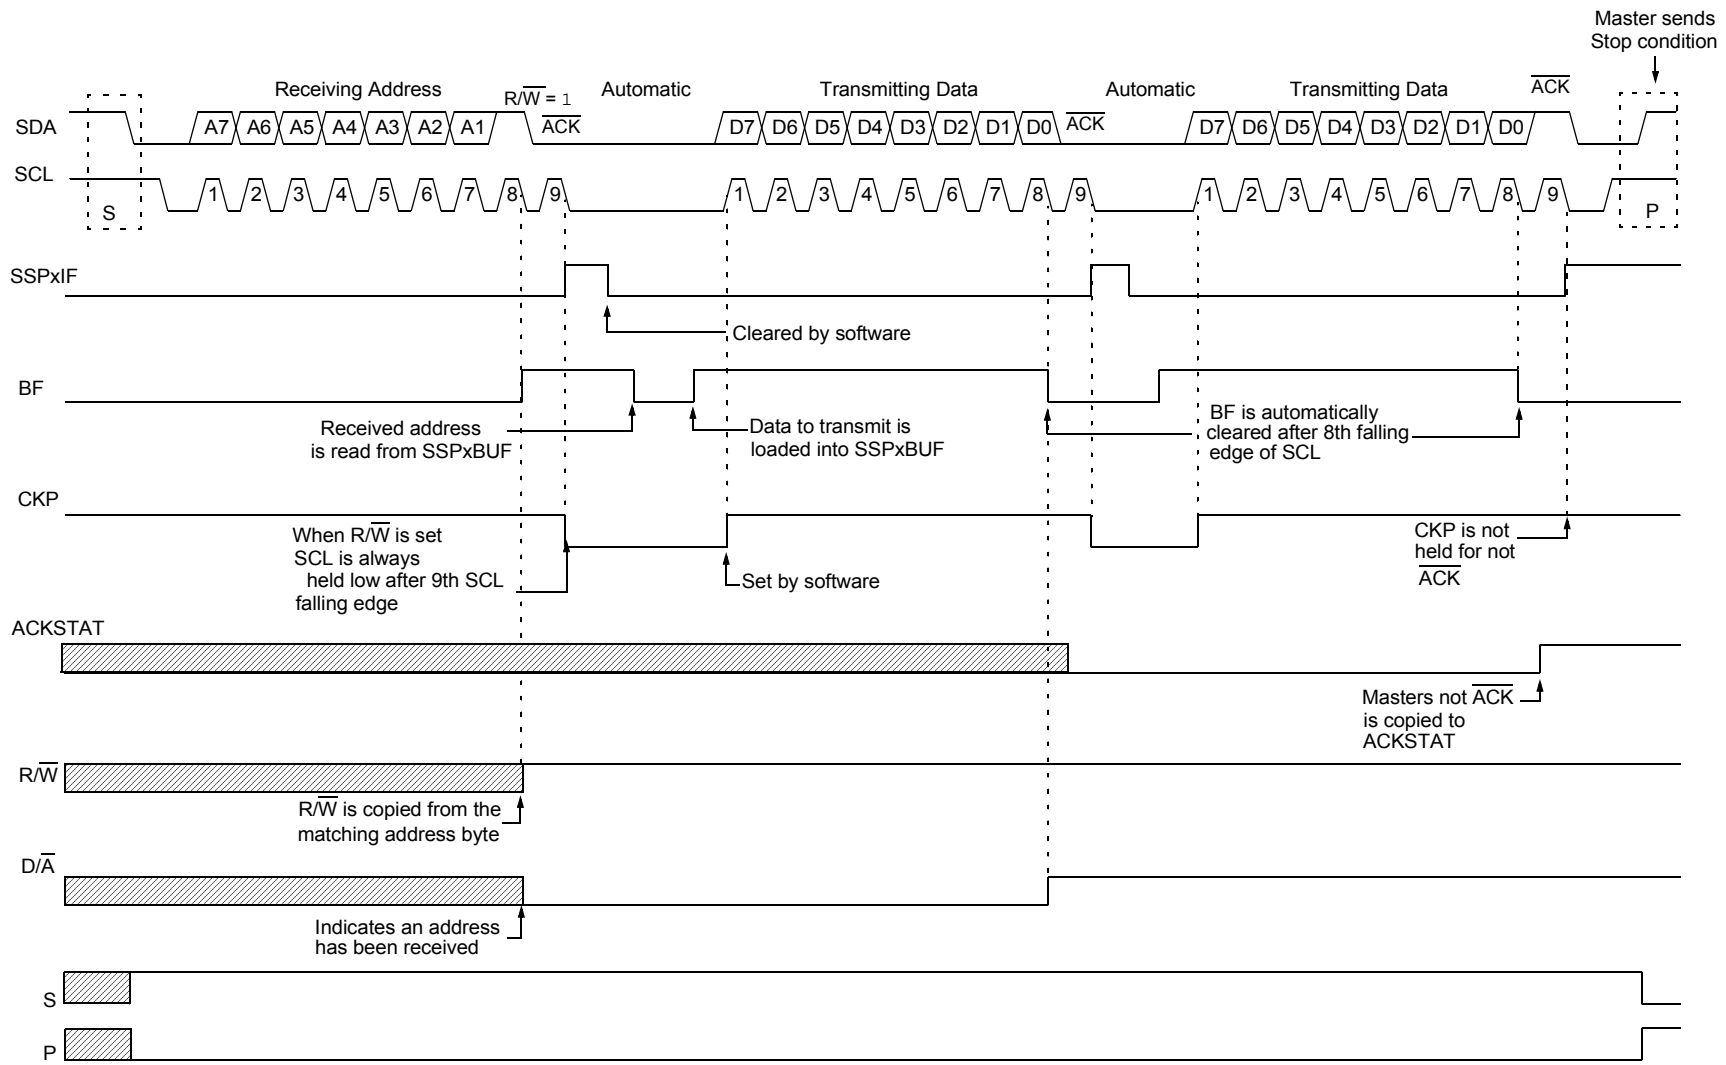 Master sends
Stop condition
Receiving Address
R/W = 1
Automatic
Transmitting Data
Automatic
Transmitting Data
ACK
SDA
A7 A6 A5 A4 A3 A2 A1
ACK
D7 D6 D5 D4 D3 D2 D1 D0
ACK
D7 D6 D5 D4 D3 D2 D1 D0
SCL
S
1 2 3 4 5 6 7 8 9
1 2 3 4 5 6 7 8 9
1 2 3 4 5 6 7 8 9
P
SSPxIF
Cleared by software
BF
Received address
is read from SSPxBUF
Data to transmit is
loaded into SSPxBUF
BF is automatically
cleared after 8th falling
edge of SCL
CKP
When R/W is set
SCL is always
held low after 9th SCL
falling edge
Set by software
CKP is not
held for not
ACK
ACKSTAT
Masters not ACK
is copied to
ACKSTAT
R/W
R/W is copied from the
matching address byte
D/A
Indicates an address
has been received
S
P